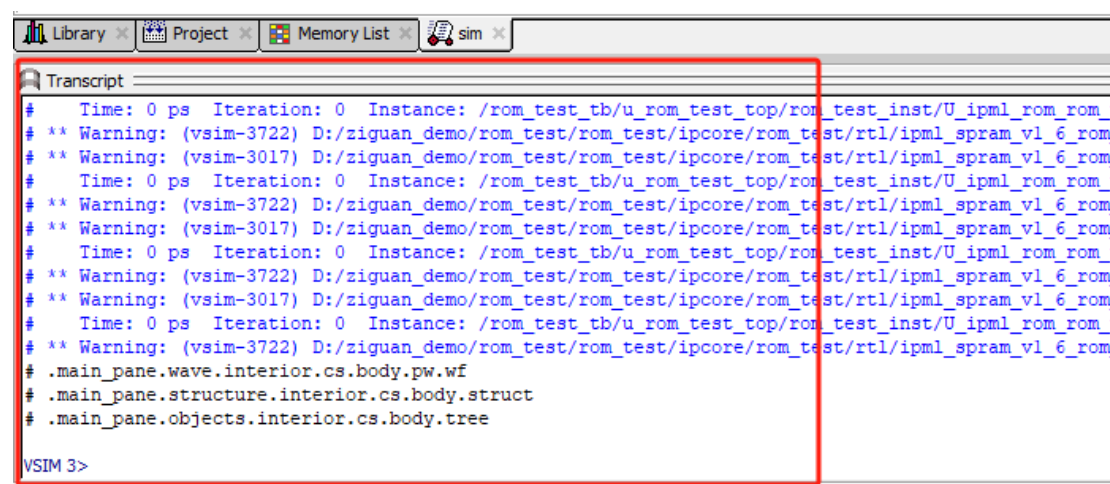 Library Project Memory List sim
Transcript
# Time: 0 ps Iteration: 0 Instance: /rom_test_tb/u_rom_test_top/rom_test_inst/U_ipml_rom_rom_
# ** Warning: (vsim-3722) D:/ziguan_demo/rom_test/rom_test/ipcore/rom_test/rtl/ipml_spram_v1_6_rom
# ** Warning: (vsim-3017) D:/ziguan_demo/rom_test/rom_test/ipcore/rom_test/rtl/ipml_spram_v1_6_rom
# Time: 0 ps Iteration: 0 Instance: /rom_test_tb/u_rom_test_top/rom_test_inst/U_ipml_rom_rom_
# ** Warning: (vsim-3722) D:/ziguan_demo/rom_test/rom_test/ipcore/rom_test/rtl/ipml_spram_v1_6_rom
# ** Warning: (vsim-3017) D:/ziguan_demo/rom_test/rom_test/ipcore/rom_test/rtl/ipml_spram_v1_6_rom
# Time: 0 ps Iteration: 0 Instance: /rom_test_tb/u_rom_test_top/rom_test_inst/U_ipml_rom_rom_
# ** Warning: (vsim-3722) D:/ziguan_demo/rom_test/rom_test/ipcore/rom_test/rtl/ipml_spram_v1_6_rom
# ** Warning: (vsim-3017) D:/ziguan_demo/rom_test/rom_test/ipcore/rom_test/rtl/ipml_spram_v1_6_rom
# Time: 0 ps Iteration: 0 Instance: /rom_test_tb/u_rom_test_top/rom_test_inst/U_ipml_rom_rom_
# ** Warning: (vsim-3722) D:/ziguan_demo/rom_test/rom_test/ipcore/rom_test/rtl/ipml_spram_v1_6_rom
# .main_pane.wave.interior.cs.body.pw.wf
# .main_pane.structure.interior.cs.body.struct
# .main_pane.objects.interior.cs.body.tree
VSIM 3>